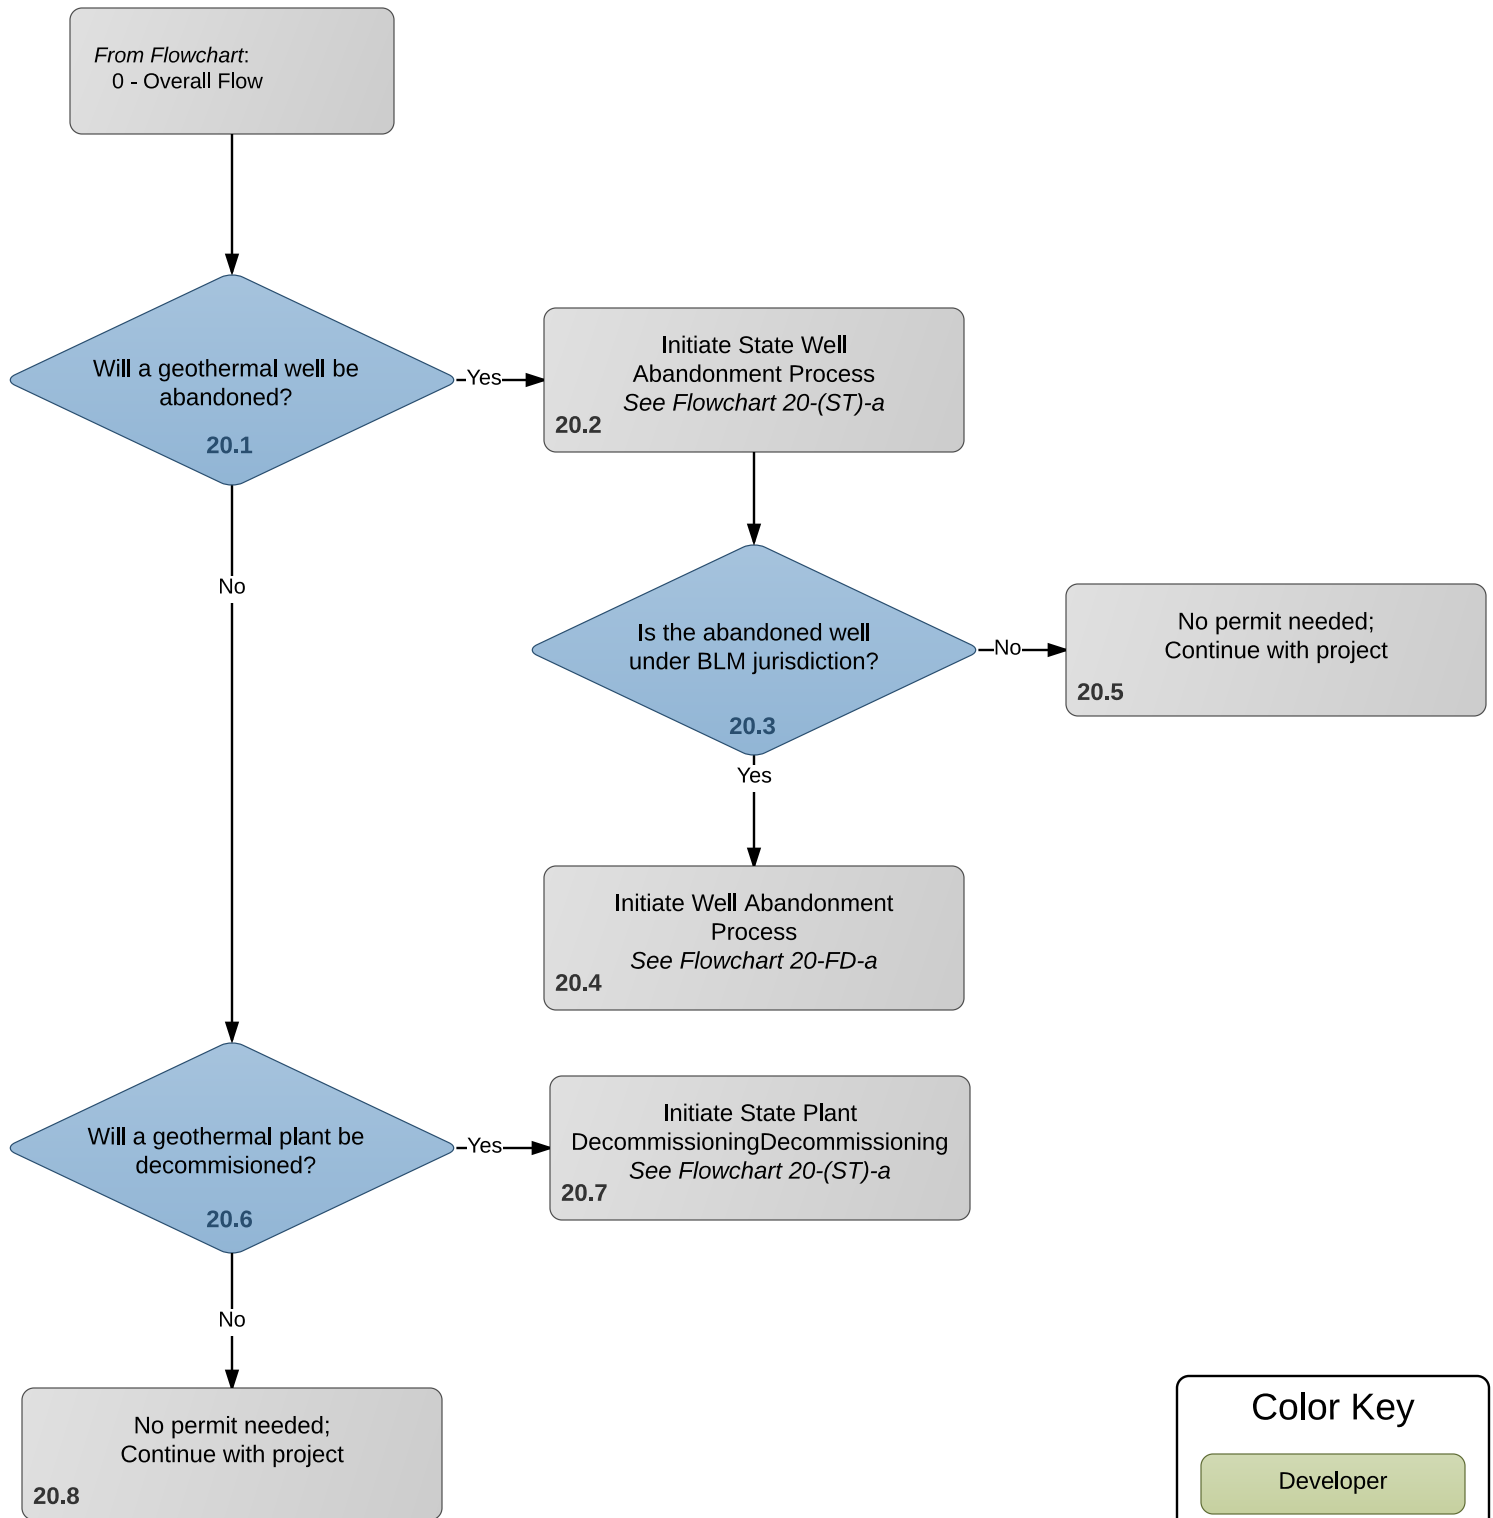 From Flowchart:
0 - Overall Flow
Will a geothermal well be
abandoned?
20.1
Yes
Initiate State Well
Abandonment Process
See Flowchart 20-(ST)-a
20.2
No
Is the abandoned well
under BLM jurisdiction?
20.3
No
No permit needed;
Continue with project
20.5
Yes
Initiate Well Abandonment
Process
See Flowchart 20-FD-a
20.4
Will a geothermal plant be
decommisioned?
20.6
Yes
Initiate State Plant
DecommissioningDecommissioning
See Flowchart 20-(ST)-a
20.7
No
No permit needed;
Continue with project
20.8
Color Key
Developer